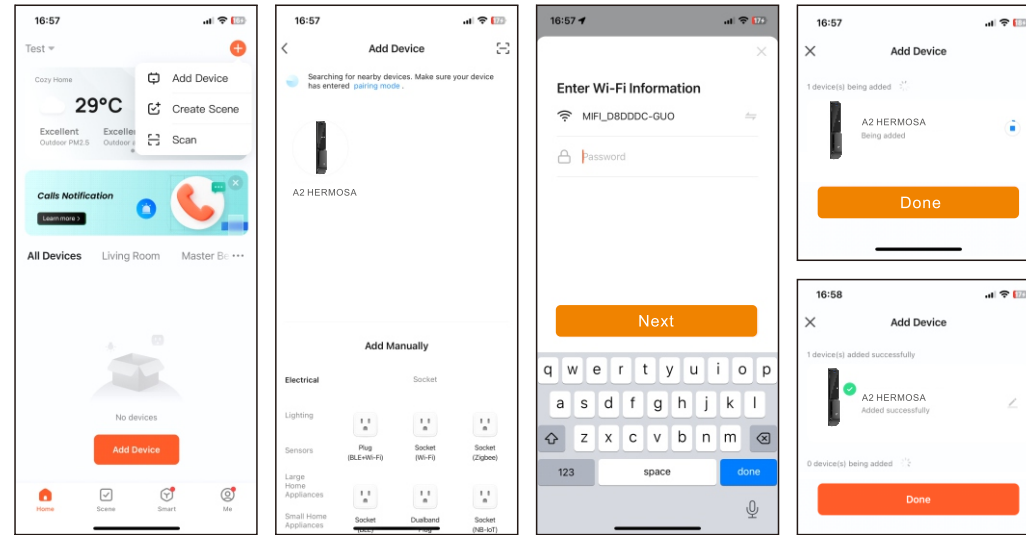 16:57
Test
Add Device
Create Scene
Scan
Cozy Home
29°C
Excellent
Outdoor PM2.5
Outdoor
Calls Notification
Learn more >
All Devices
Living Room
Master Be ...
No devices
Add Device
Home
Scene
Smart
Me
16:57
Add Device
Searching for nearby devices. Make sure your device
has entered pairing mode .
A2 HERMOSA
Add Manually
Electrical
Socket
Lighting
Sensors
Large
Home
Appliances
Small Home
Appliances
Plug
(BLE+Wi-Fi)
Socket
(Wi-Fi)
Socket
(Zigbee)
Socket
Dualband
Socket
(NB-IoT)
16:57
17
Enter Wi-Fi Information
MIFI_D8DDDC-GUO
Password
Next
q w e r t y u i o p
a s d f g h j k l
z x c v b n m
123
space
done
16:57
Add Device
1 device(s) being added
A2 HERMOSA
Being added
Done
16:58
Add Device
1 device(s) added successfully
A2 HERMOSA
Added successfully
0 device(s) being added
Done